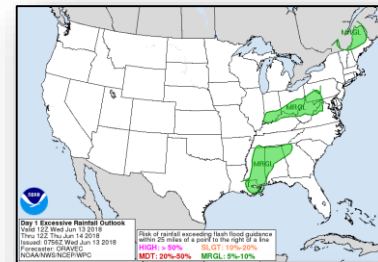 MRGL
MRGL
MRGL
NOAA
Day 1 Excessive Rainfall Outlook
Valid 12Z Wed Jun 13 2018
Thru 12Z Thu Jun 14 2018
Issued: 0756Z Wed Jun 13 2018
Forecaster: ORAVEC
NOAA/NWS/NCEP/WPC
Risk of rainfall exceeding flash flood guidance
within 25 miles of a point to the right of a line
HIGH: > 50% SLGT: 10%-20%
MDT: 20%-50% MRGL: 5%-10%